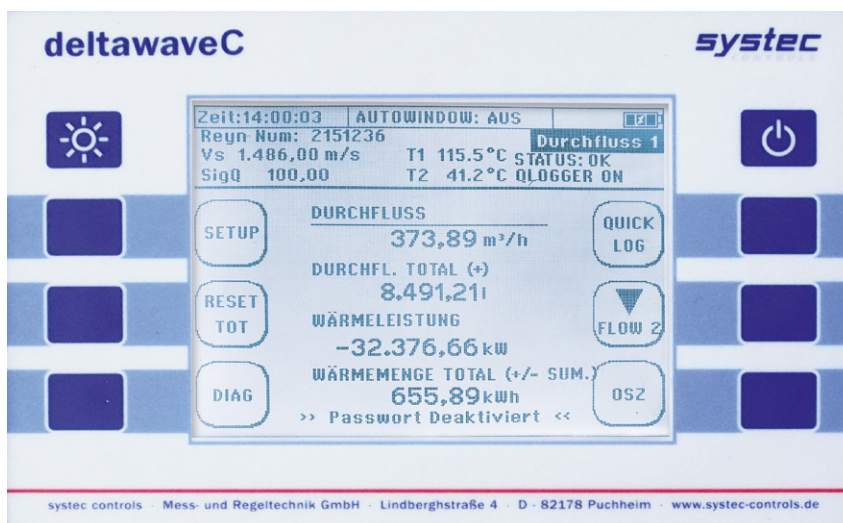 deltawaveC
systec
CONTROLS
Zeit:14:00:03 AUTOWINDOW: AUS
Reyn Num: 2151236 Durchfluss 1
Vs 1.486,00 m/s T1 115.5°C STATUS: OK
SigQ 100,00 T2 41.2°C QLOGGER ON
SETUP
DURCHFLUSS
373,89 m³/h
QUICK
LOG
DURCHFL. TOTAL (+)
8.491,21l
RESET
TOT
WÄRMELEISTUNG
-32.376,66 kW
FLOW 2
WÄRMEMENGE TOTAL (+/- SUM.)
655,89 kWh
DIAG
OSZ
>> Passwort Deaktiviert <<
systec controls · Mess- und Regeltechnik GmbH · Lindberghstraße 4 · D - 82178 Puchheim · www.systec-controls.de